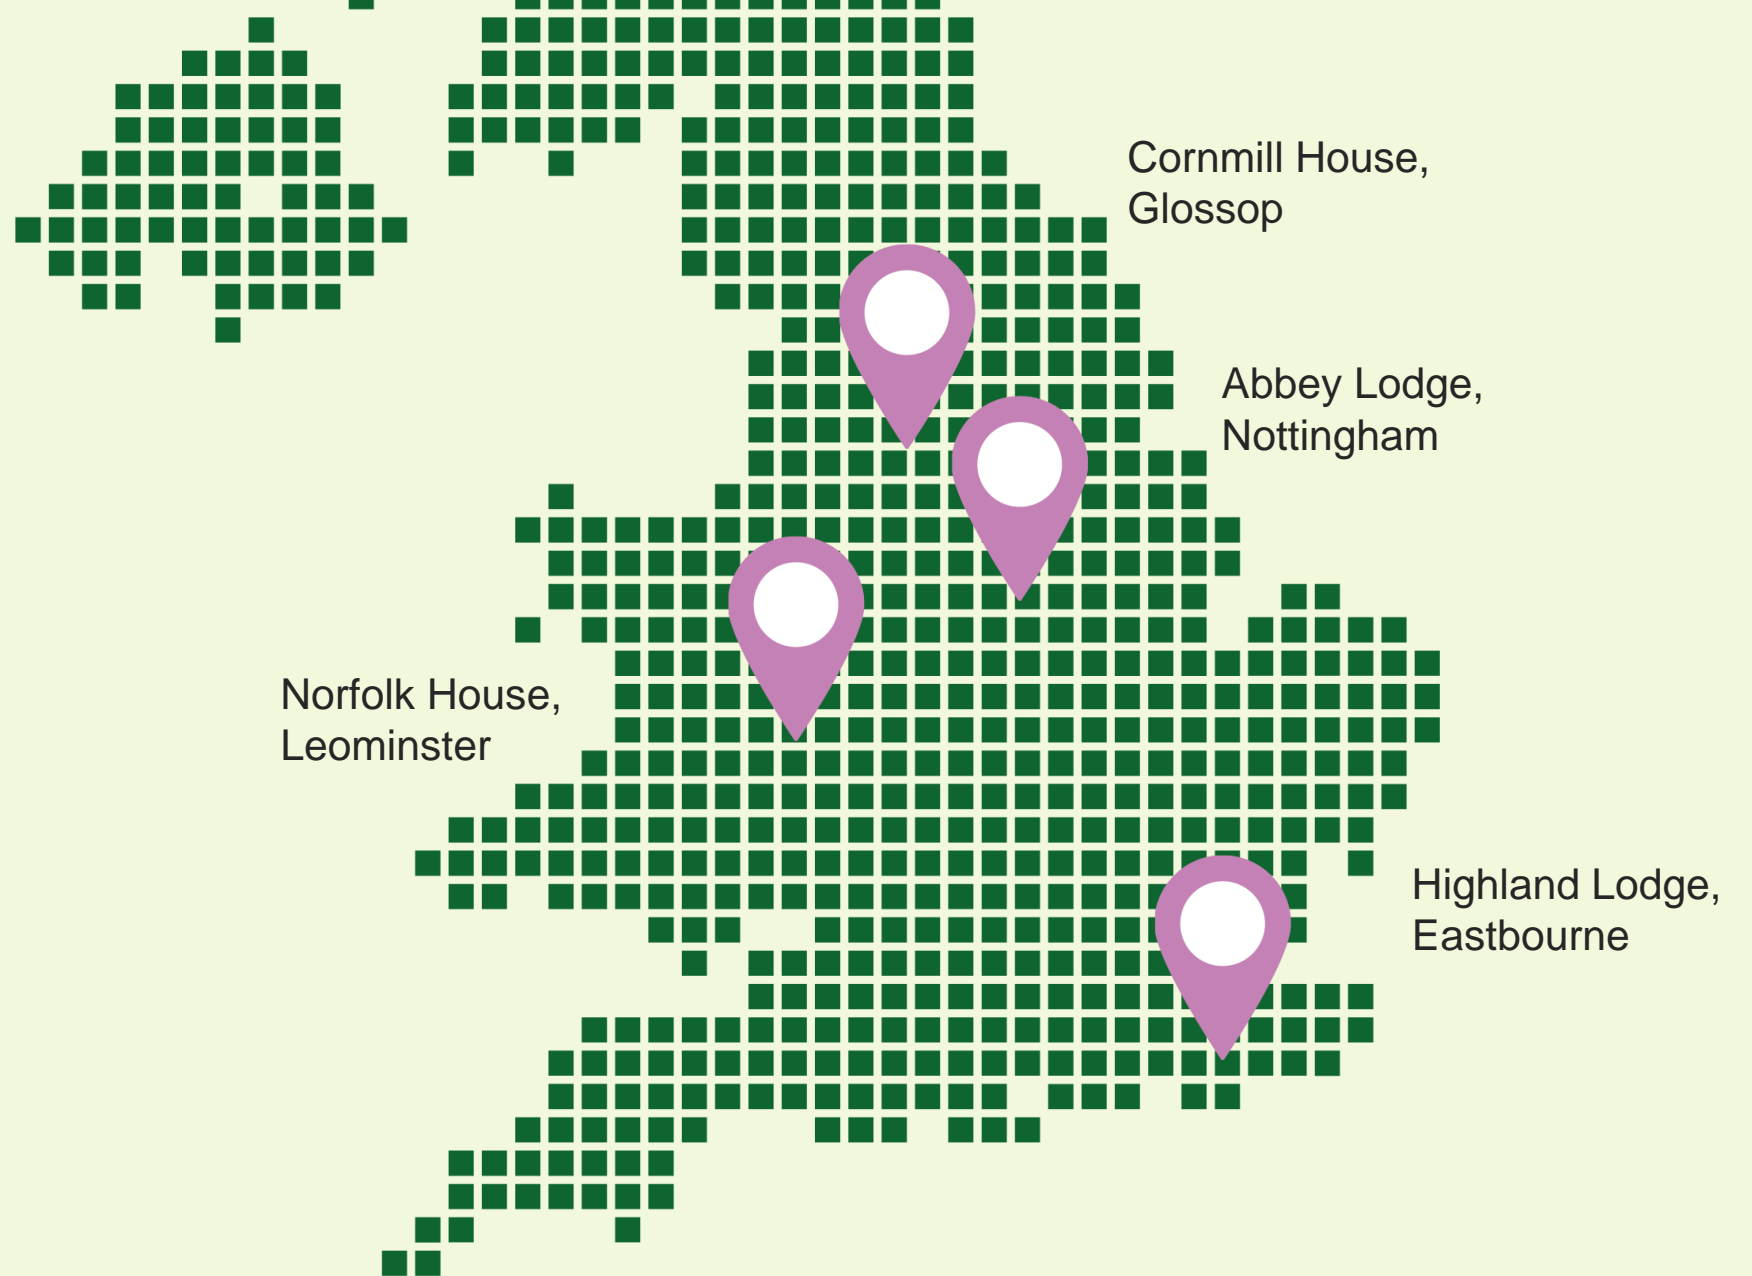 Cornmill House,
Glossop
Abbey Lodge,
Nottingham
Norfolk House,
Leominster
Highland Lodge,
Eastbourne